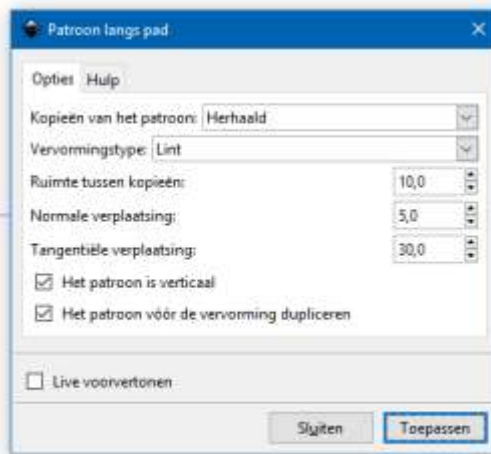 Patroon langs pad
Opties Hulp
Kopieën van het patroon: Herhaald
Vervormingstype: Lint
Ruimte tussen kopieën: 10,0
Normale verplaatsing: 5,0
Tangentiële verplaatsing: 30,0
Het patroon is verticaal
Het patroon vóór de vervorming dupliceren
Live voorvertonen
Sluiten Toepassen